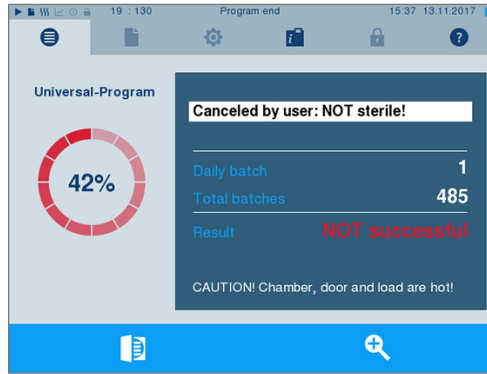 19 : 130 Program end 15:37 13.11.2017
Universal-Program
42%
Canceled by user: NOT sterile!
Daily batch 1
Total batches 485
Result NOT successful
CAUTION! Chamber, door and load are hot!